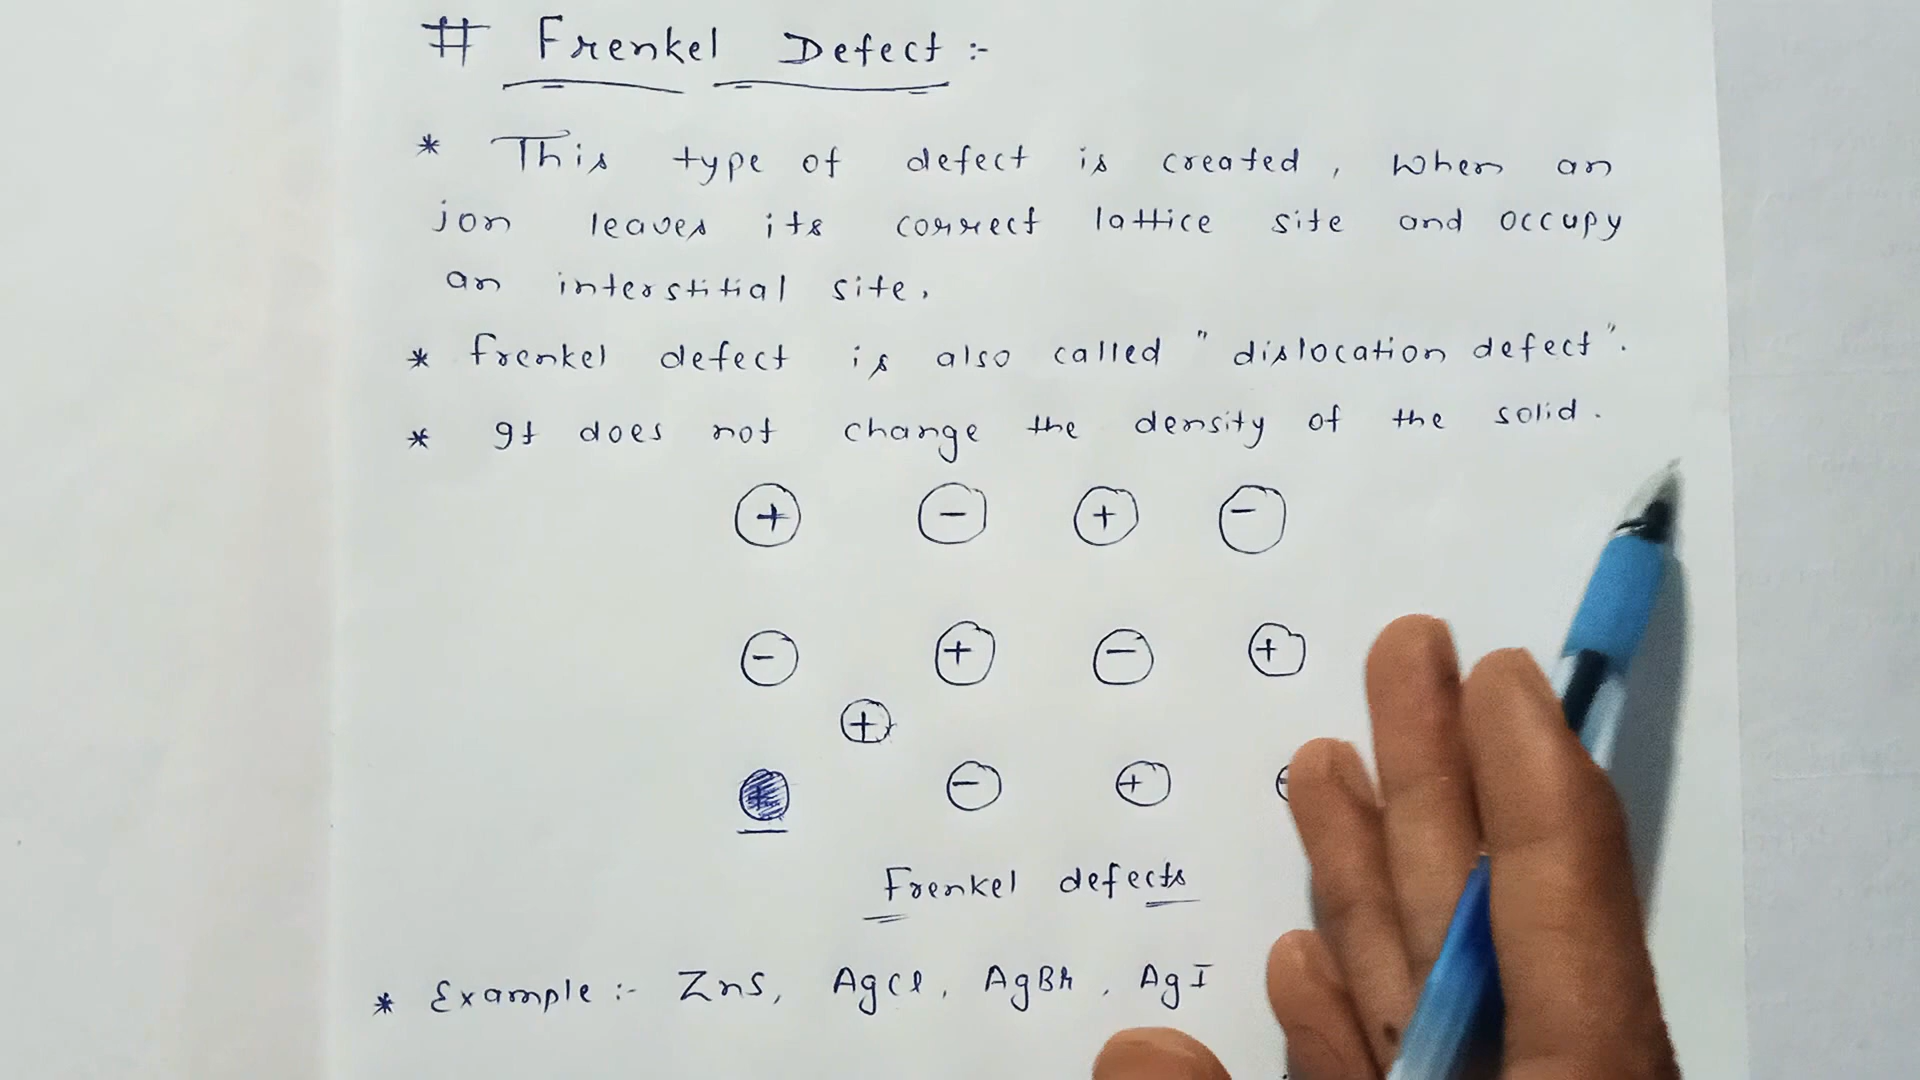 # Frenkel Defect :-
* This type of defect is created, when an
ion leaves its correct lattice site and occupy
an interstitial site.
* frenkel defect is also called "dislocation defect".
* It does not change the density of the solid.
+ - + -
- + - +
+
+ - +
Frenkel defects
* Example :- ZnS, AgCl, AgBr, AgI